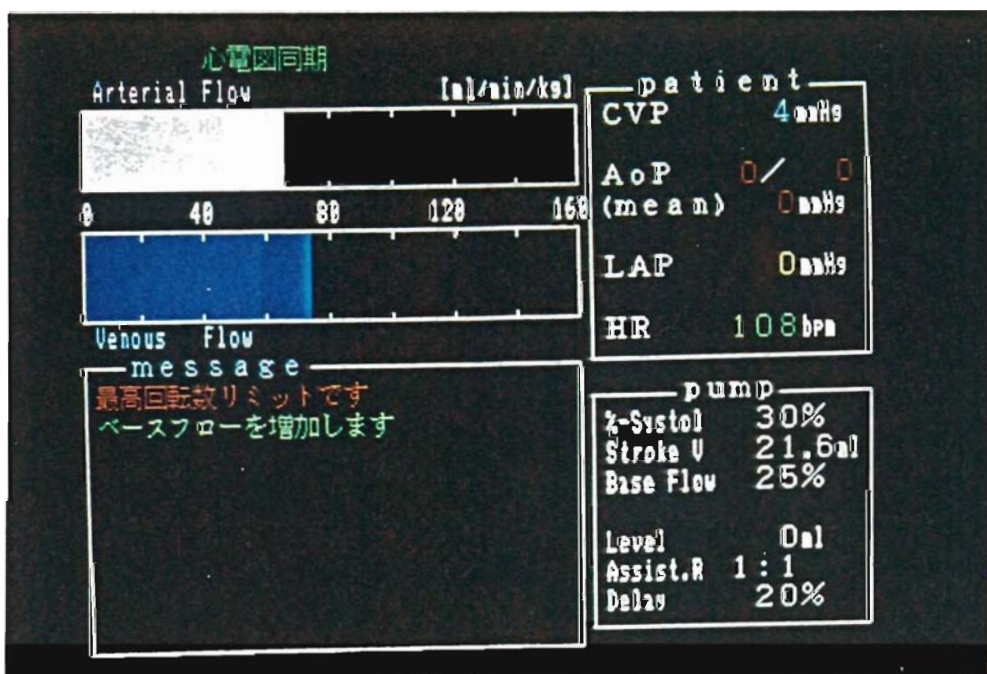 心電図同期
Arterial Flow [ml/min/kg]
0 40 80 120 160
Venous Flow
message
最高回転数リミットです
ベースフローを増加します
patient
CVP 4mmHg
AoP 0/ 0
(mean) 0mmHg
LAP 0mmHg
HR 108bpm
pump
%-Systol 30%
Stroke V 21.6ml
Base Flow 25%
Level 0ml
Assist.R 1:1
Delay 20%